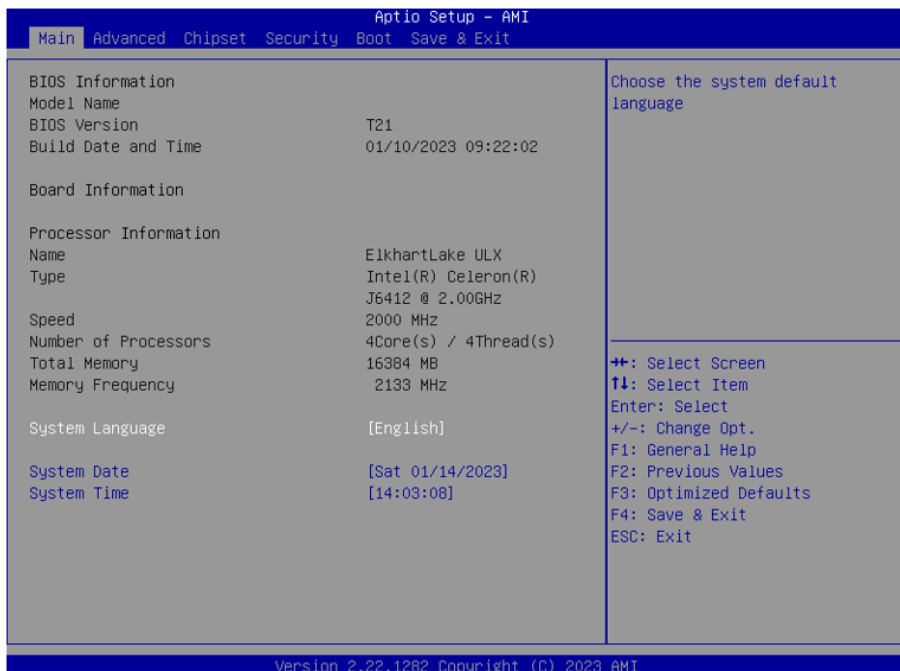 Aptio Setup - AMI
Main Advanced Chipset Security Boot Save & Exit
BIOS Information
Model Name
BIOS Version T21
Build Date and Time 01/10/2023 09:22:02
Board Information
Processor Information
Name ElkhartLake ULX
Type Intel(R) Celeron(R)
J6412 @ 2.00GHz
Speed 2000 MHz
Number of Processors 4Core(s) / 4Thread(s)
Total Memory 16384 MB
Memory Frequency 2133 MHz
System Language [English]
System Date [Sat 01/14/2023]
System Time [14:03:08]
Choose the system default
language
→←: Select Screen
↑↓: Select Item
Enter: Select
+/-: Change Opt.
F1: General Help
F2: Previous Values
F3: Optimized Defaults
F4: Save & Exit
ESC: Exit
Version 2.22.1282 Copyright (C) 2023 AMI